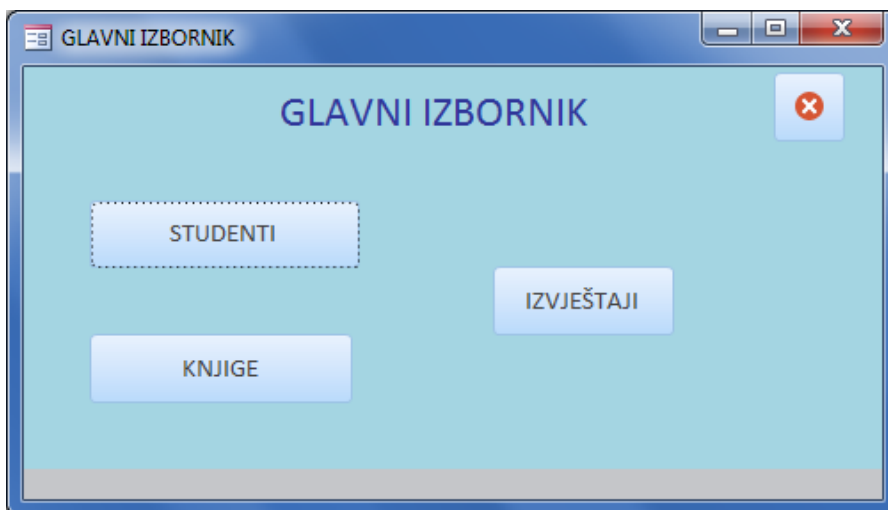 GLAVNI IZBORNIK
GLAVNI IZBORNIK
STUDENTI
IZVJEŠTAJI
KNJIGE